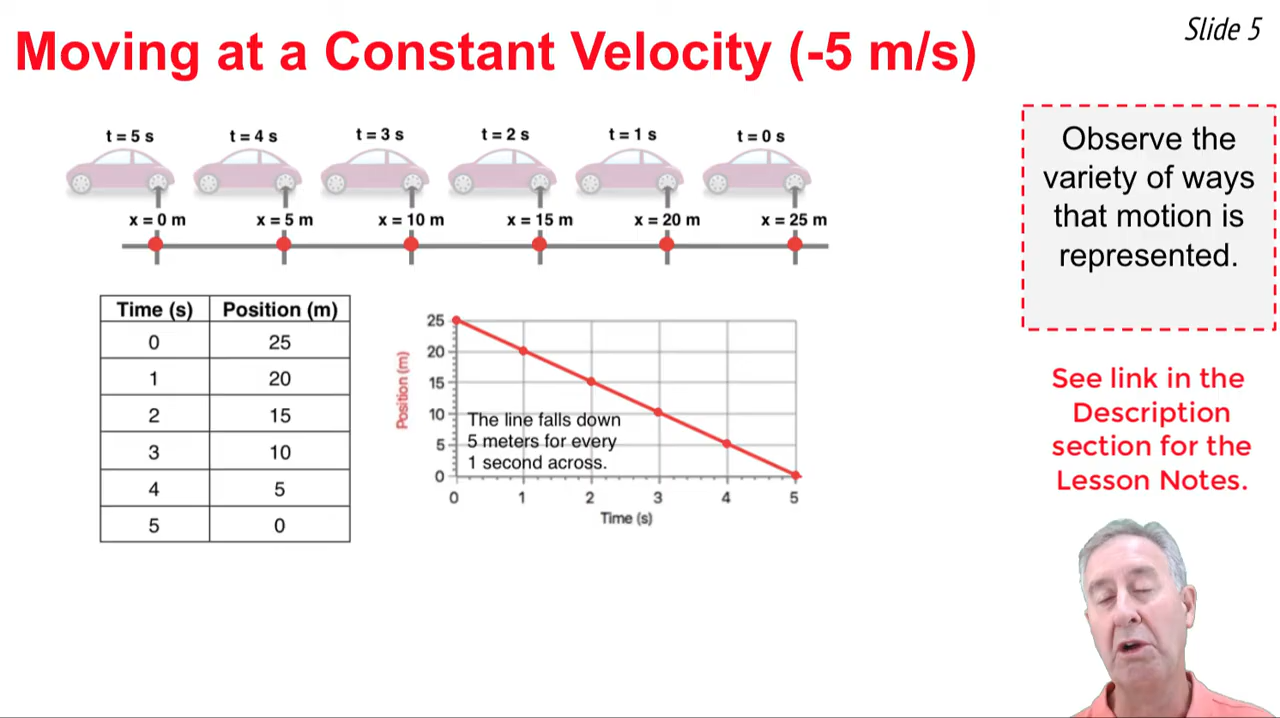 Moving at a Constant Velocity (-5 m/s)
Slide 5
t = 5 s t = 4 s t = 3 s t = 2 s t = 1 s t = 0 s
x = 0 m x = 5 m x = 10 m x = 15 m x = 20 m x = 25 m
Observe the
variety of ways
that motion is
represented.
Time (s) Position (m)
0 25
1 20
2 15
3 10
4 5
5 0
Position (m)
25
20
15
10
5
0
The line falls down
5 meters for every
1 second across.
0 1 2 3 4 5
Time (s)
See link in the
Description
section for the
Lesson Notes.